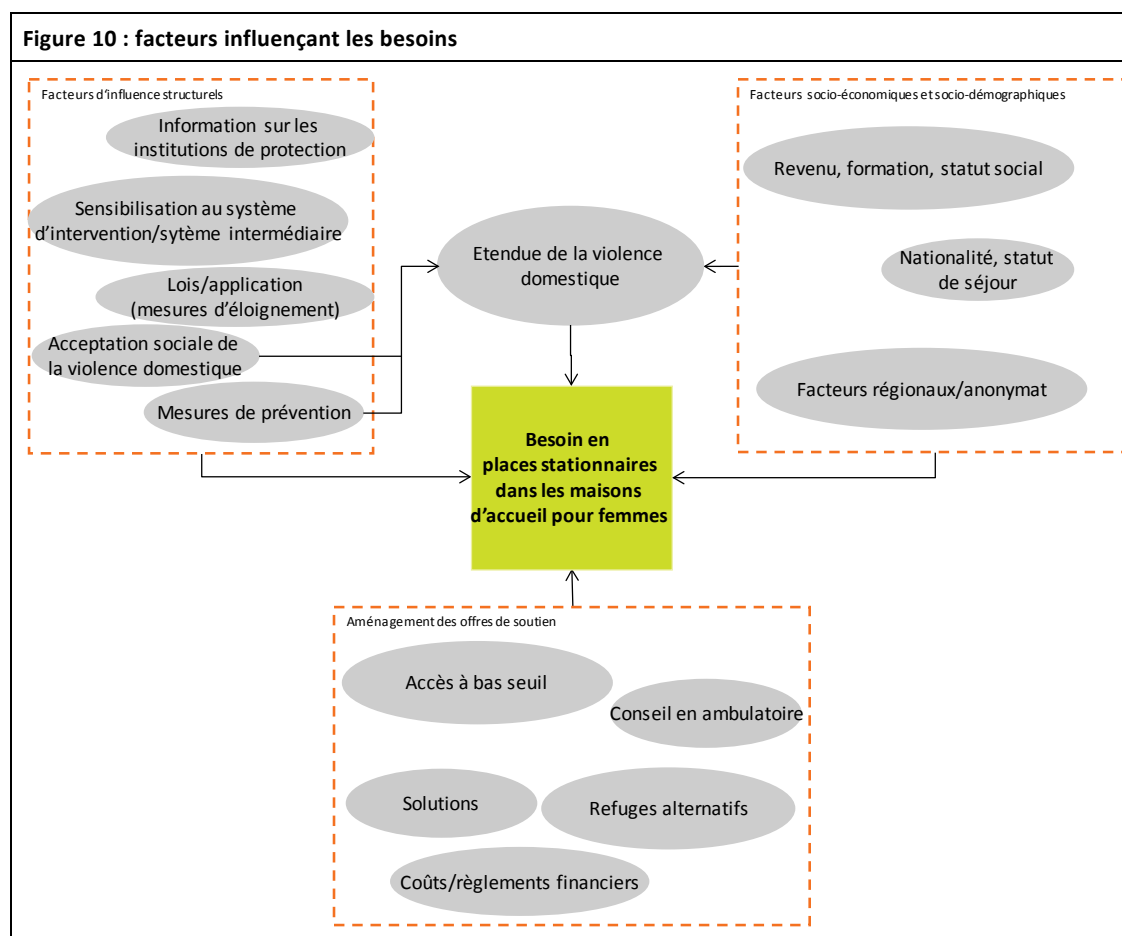 Figure 10 : facteurs influençant les besoins
Facteurs d'influence structurels
Information sur les
institutions de protection
Sensibilisation au système
d'intervention/sytème intermédiaire
Lois/application
(mesures d'éloignement)
Acceptation sociale de
la violence domestique
Mesures de prévention
Etendue de la violence
domestique
Facteurs socio-économiques et socio-démographiques
Revenu, formation, statut social
Nationalité, statut
de séjour
Facteurs régionaux/anonymat
Besoin en
places stationnaires
dans les maisons
d'accueil pour femmes
Aménagement des offres de soutien
Accès à bas seuil
Conseil en ambulatoire
Solutions
Refuges alternatifs
Coûts/règlements financiers